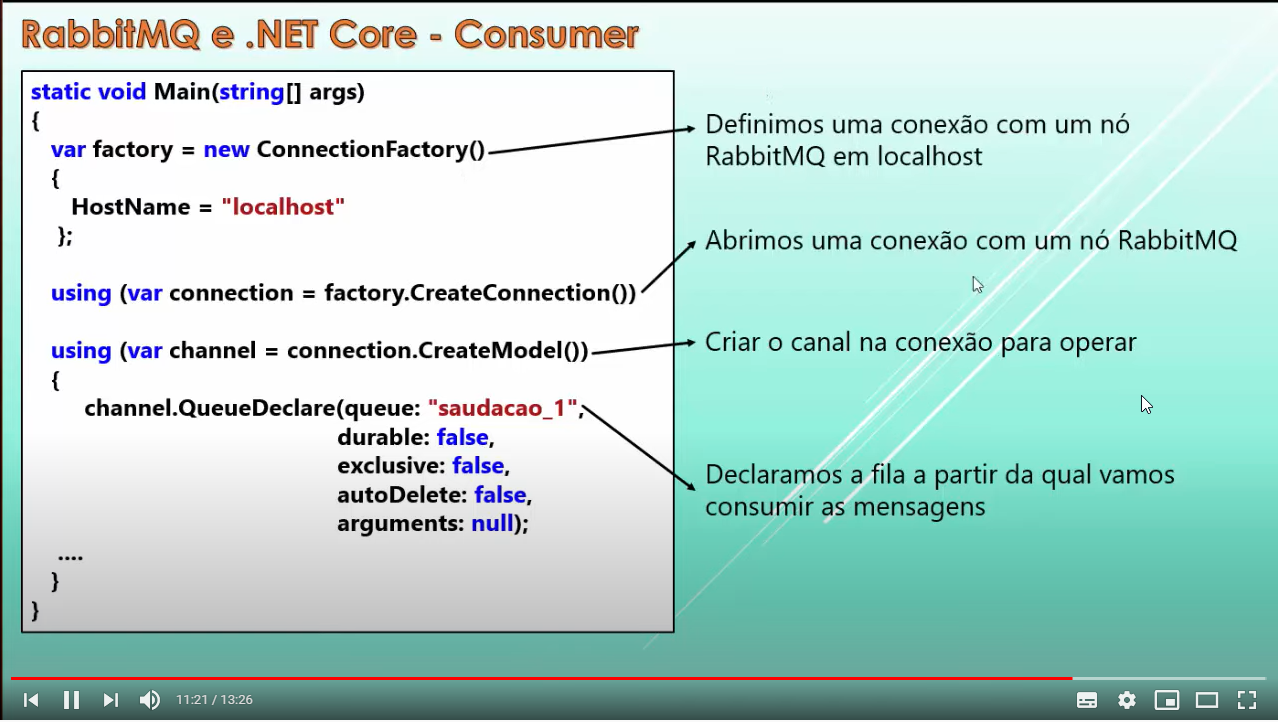 RabbitMQ e .NET Core - Consumer
static void Main(string[] args)
{
var factory = new ConnectionFactory()
{
HostName = "localhost"
};
using (var connection = factory.CreateConnection())
using (var channel = connection.CreateModel())
{
channel.QueueDeclare(queue: "saudacao_1",
durable: false,
exclusive: false,
autoDelete: false,
arguments: null);
....
}
}
Definimos uma conexão com um nó
RabbitMQ em localhost
Abrimos uma conexão com um nó RabbitMQ
Criar o canal na conexão para operar
Declaramos a fila a partir da qual vamos
consumir as mensagens
11:21 / 13:26